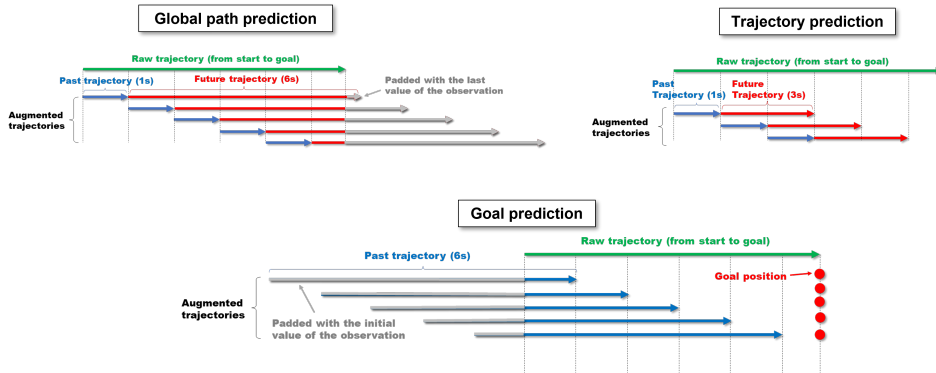 Global path prediction
Raw trajectory (from start to goal)
Past trajectory (1s)
Future trajectory (6s)
Padded with the last
value of the observation
Augmented
trajectories
Trajectory prediction
Raw trajectory (from start to goal)
Past
Trajectory (1s)
Future
Trajectory (3s)
Augmented
trajectories
Goal prediction
Raw trajectory (from start to goal)
Past trajectory (6s)
Goal position
Augmented
trajectories
Padded with the initial
value of the observation